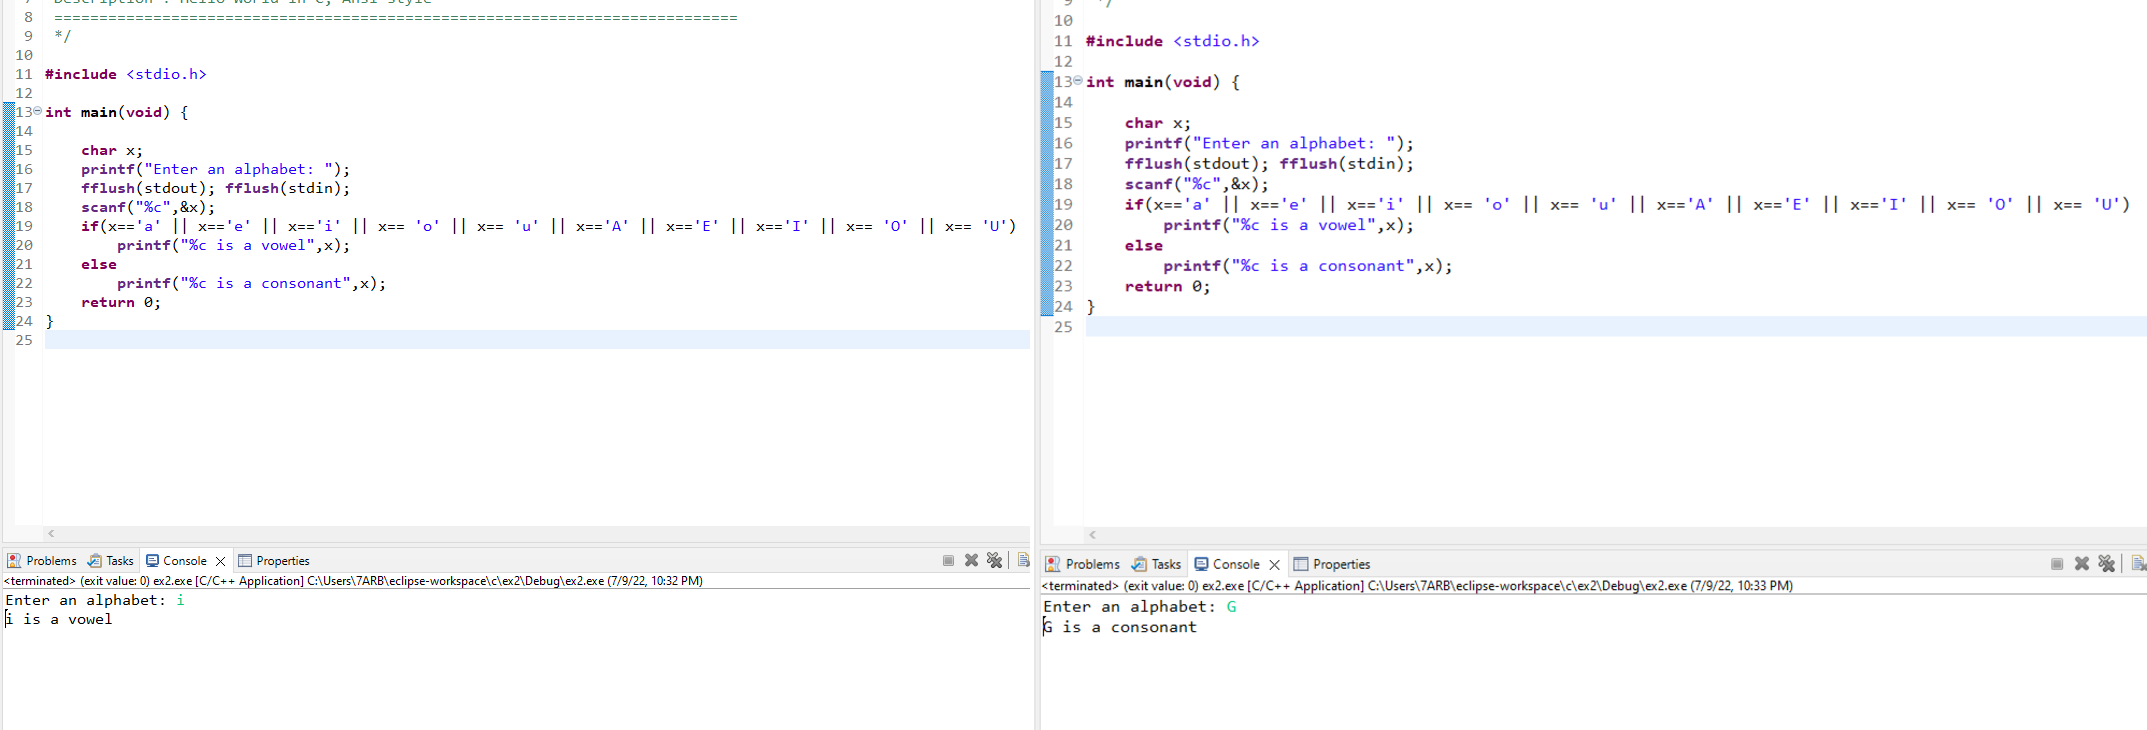 8 ============================================================================
9 */
10
11 #include <stdio.h>
12
13 int main(void) {
14
15 char x;
16 printf("Enter an alphabet: ");
17 fflush(stdout); fflush(stdin);
18 scanf("%c",&x);
19 if(x=='a' || x=='e' || x=='i' || x== 'o' || x== 'u' || x=='A' || x=='E' || x=='I' || x== 'O' || x== 'U')
20 printf("%c is a vowel",x);
21 else
22 printf("%c is a consonant",x);
23 return 0;
24 }
25
Problems Tasks Console Properties
<terminated> (exit value: 0) ex2.exe [C/C++ Application] C:\Users\7ARB\eclipse-workspace\c\ex2\Debug\ex2.exe (7/9/22, 10:32 PM)
Enter an alphabet: i
i is a vowel
9 */
10
11 #include <stdio.h>
12
13 int main(void) {
14
15 char x;
16 printf("Enter an alphabet: ");
17 fflush(stdout); fflush(stdin);
18 scanf("%c",&x);
19 if(x=='a' || x=='e' || x=='i' || x== 'o' || x== 'u' || x=='A' || x=='E' || x=='I' || x== 'O' || x== 'U')
20 printf("%c is a vowel",x);
21 else
22 printf("%c is a consonant",x);
23 return 0;
24 }
25
Problems Tasks Console Properties
<terminated> (exit value: 0) ex2.exe [C/C++ Application] C:\Users\7ARB\eclipse-workspace\c\ex2\Debug\ex2.exe (7/9/22, 10:33 PM)
Enter an alphabet: G
G is a consonant